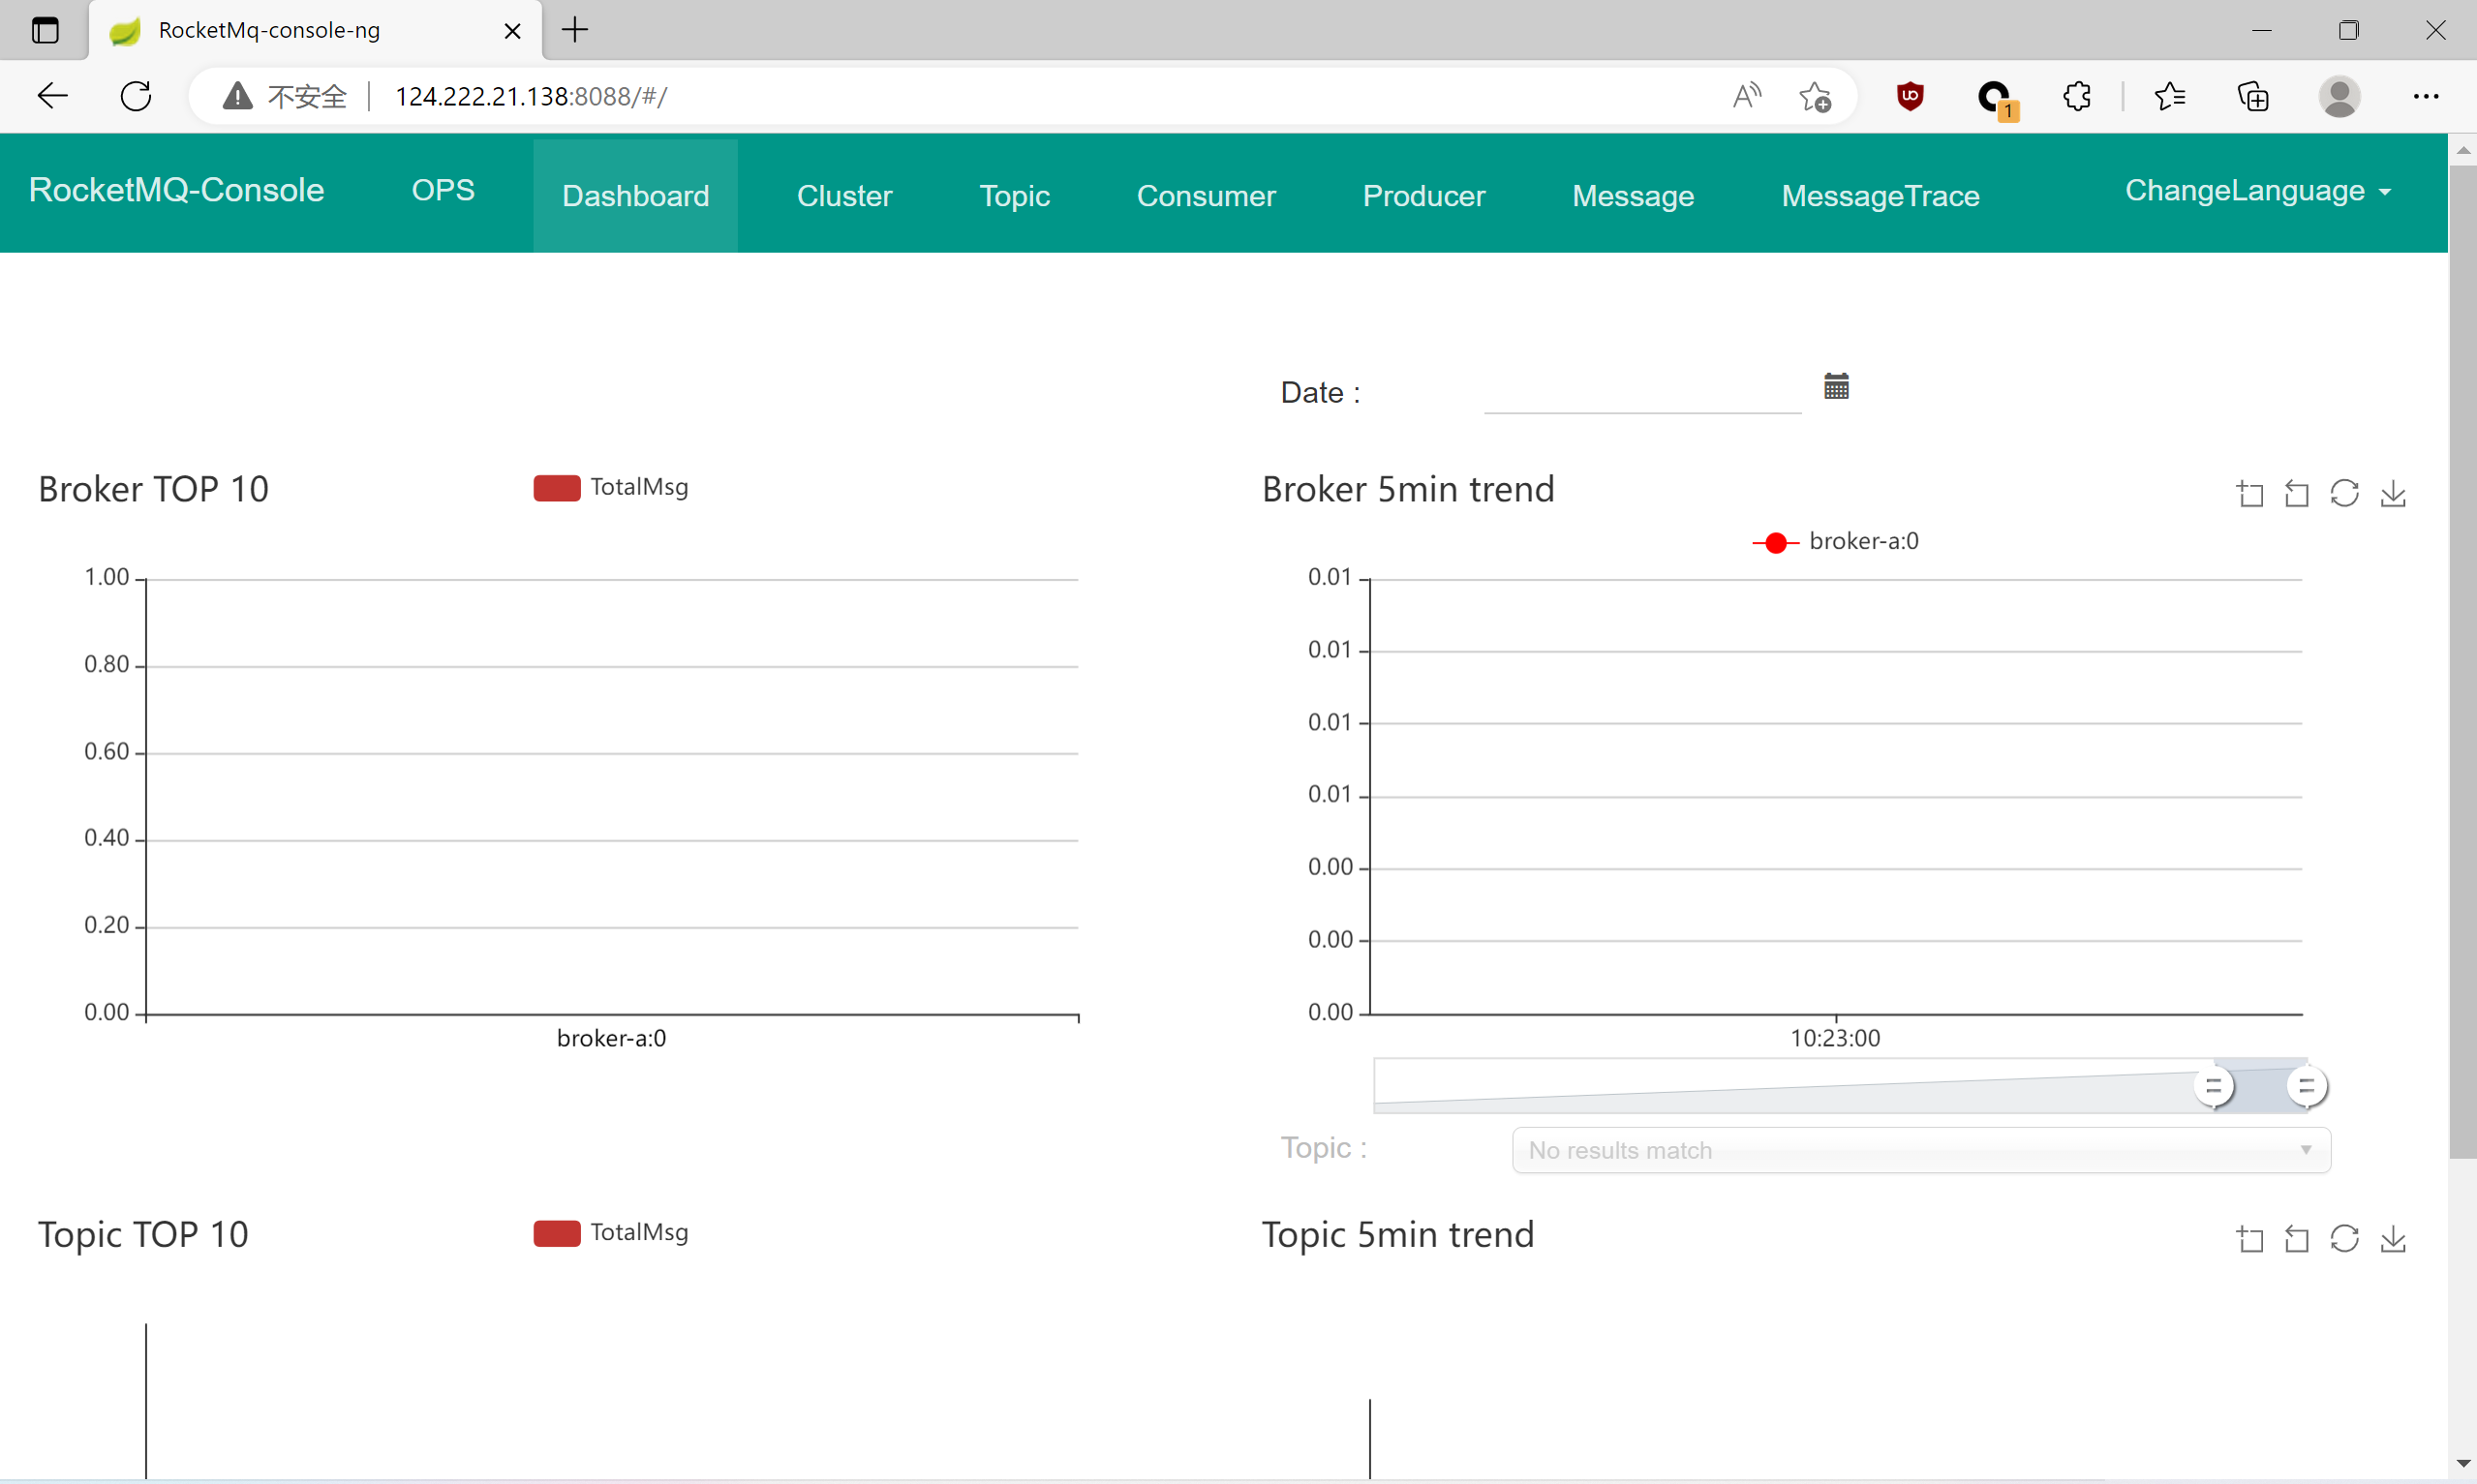 RocketMq-console-ng
不安全 124.222.21.138:8088/#/
1
RocketMQ-Console OPS Dashboard Cluster Topic Consumer Producer Message MessageTrace ChangeLanguage
Date :
Broker TOP 10
TotalMsg
1.00
0.80
0.60
0.40
0.20
0.00
broker-a:0
Broker 5min trend
broker-a:0
0.01
0.01
0.01
0.01
0.00
0.00
0.00
10:23:00
Topic : No results match
Topic TOP 10
TotalMsg
Topic 5min trend